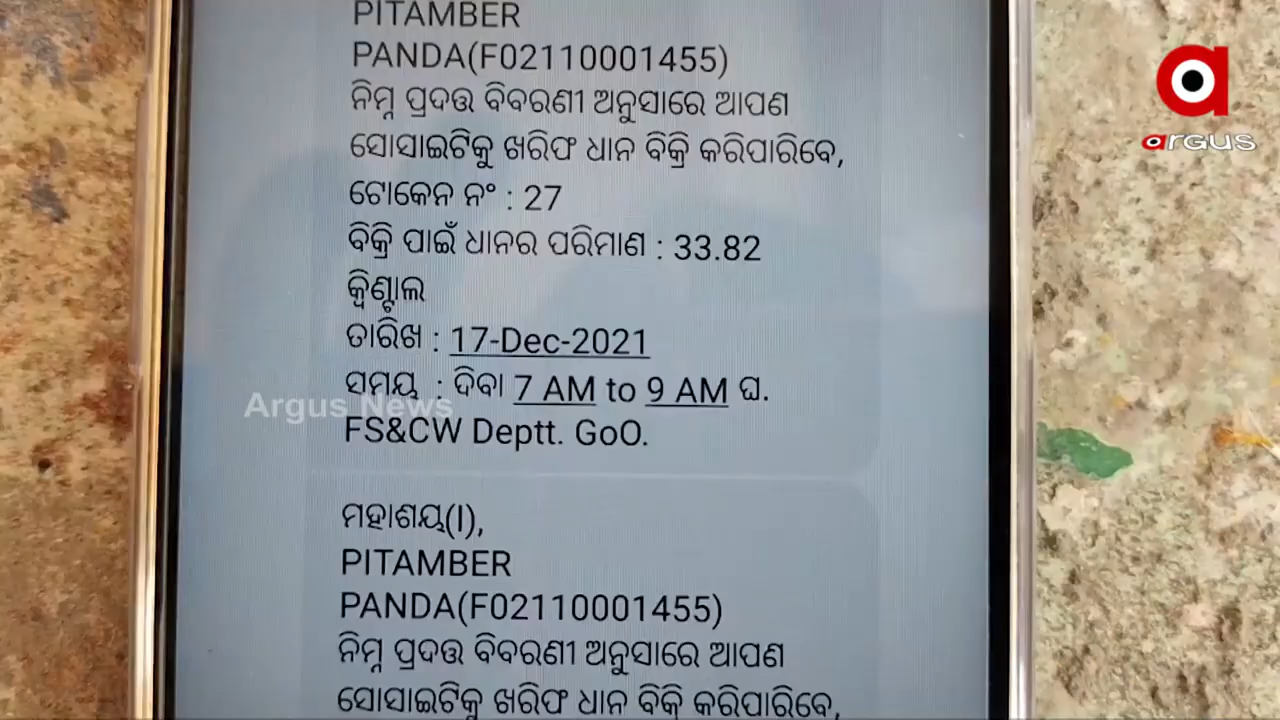 PITAMBER
PANDA(F02110001455)
ନିମ୍ନ ପ୍ରଦତ୍ତ ବିବରଣୀ ଅନୁସାରେ ଆପଣ
ସୋସାଇଟିକୁ ଖରିଫ ଧାନ ବିକ୍ରି କରିପାରିବେ,
ଟୋକେନ ନଂ : 27
ବିକ୍ରି ପାଇଁ ଧାନର ପରିମାଣ : 33.82
କ୍ୱିଣ୍ଟାଲ
ତାରିଖ : 17-Dec-2021
ସମୟ : ଦିବା 7 AM to 9 AM ଘ.
FS&CW Deptt. GoO.
ମହାଶୟ(ା),
PITAMBER
PANDA(F02110001455)
ନିମ୍ନ ପ୍ରଦତ୍ତ ବିବରଣୀ ଅନୁସାରେ ଆପଣ
ସୋସାଇଟିକୁ ଖରିଫ ଧାନ ବିକ୍ରି କରିପାରିବେ,
Argus News
argus